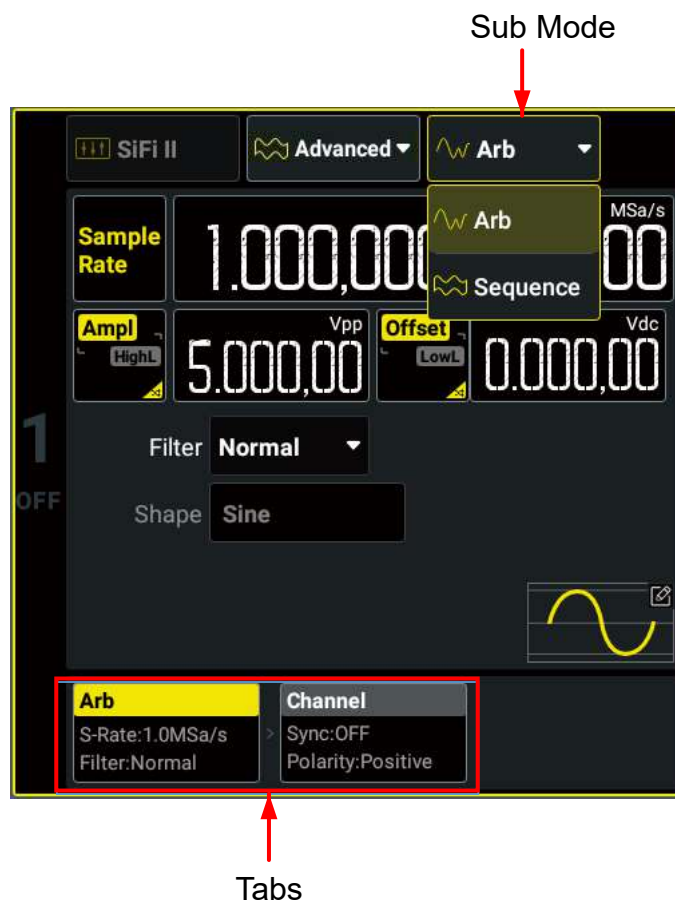 Sub Mode
SiFi II
Advanced
Arb
Arb
Sequence
Sample
Rate
1.000,000
00
MSa/s
Ampl
HighL
5.000,00
Vpp
Offset
LowL
0.000,00
Vdc
1
OFF
Filter
Normal
Shape
Sine
Arb
S-Rate:1.0MSa/s
Filter:Normal
>
Channel
Sync:OFF
Polarity:Positive
Tabs